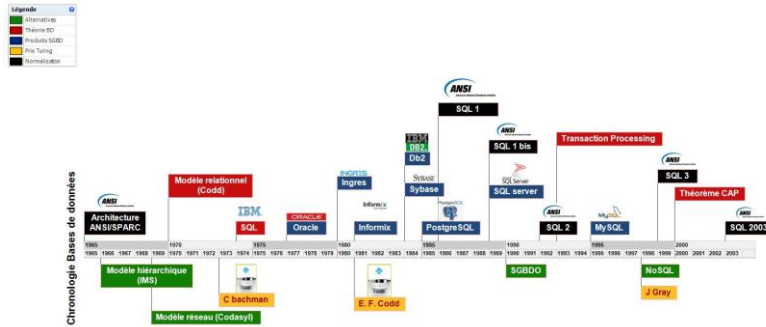 Légende
Alternatives
Théorie BD
Produits SGBD
Prix Turing
Normalisation
Chronologie Bases de données
ANSI
SQL 1
IBM
DB2
Db2
ANSI
SQL 1 bis
Transaction Processing
Modèle relationnel
(Codd)
INGRES
Ingres
SYBASE
Sybase
SQL Server
SQL server
ANSI
SQL 3
Théorème CAP
ANSI
Architecture
ANSI/SPARC
IBM
SQL
ORACLE
Oracle
Informix
Informix
PostgreSQL
PostgreSQL
ANSI
SQL 2
MySQL
MySQL
ANSI
SQL 2003
1965 1970 1975 1980 1985 1990 1995 2000
1965 1966 1967 1968 1969 1970 1971 1972 1973 1974 1975 1976 1977 1978 1979 1980 1981 1982 1983 1984 1985 1986 1987 1988 1989 1990 1991 1992 1993 1994 1995 1996 1997 1998 1999 2000 2001 2002 2003
Modèle hiérarchique
(IMS)
C bachman
E. F. Codd
SGBDO
NoSQL
J Gray
Modèle réseau (Codasyl)